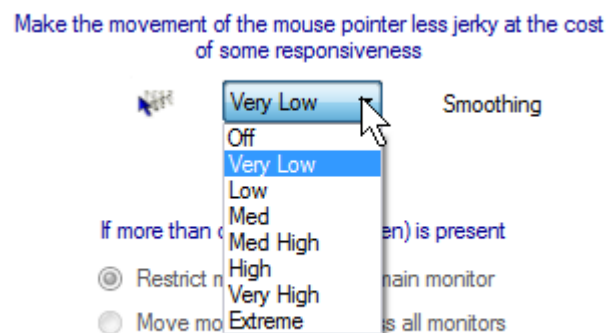 Make the movement of the mouse pointer less jerky at the cost
of some responsiveness
Very Low
Smoothing
Off
Very Low
Low
Med
Med High
High
Very High
Extreme
If more than en) is present
Restrict main monitor
Move s all monitors